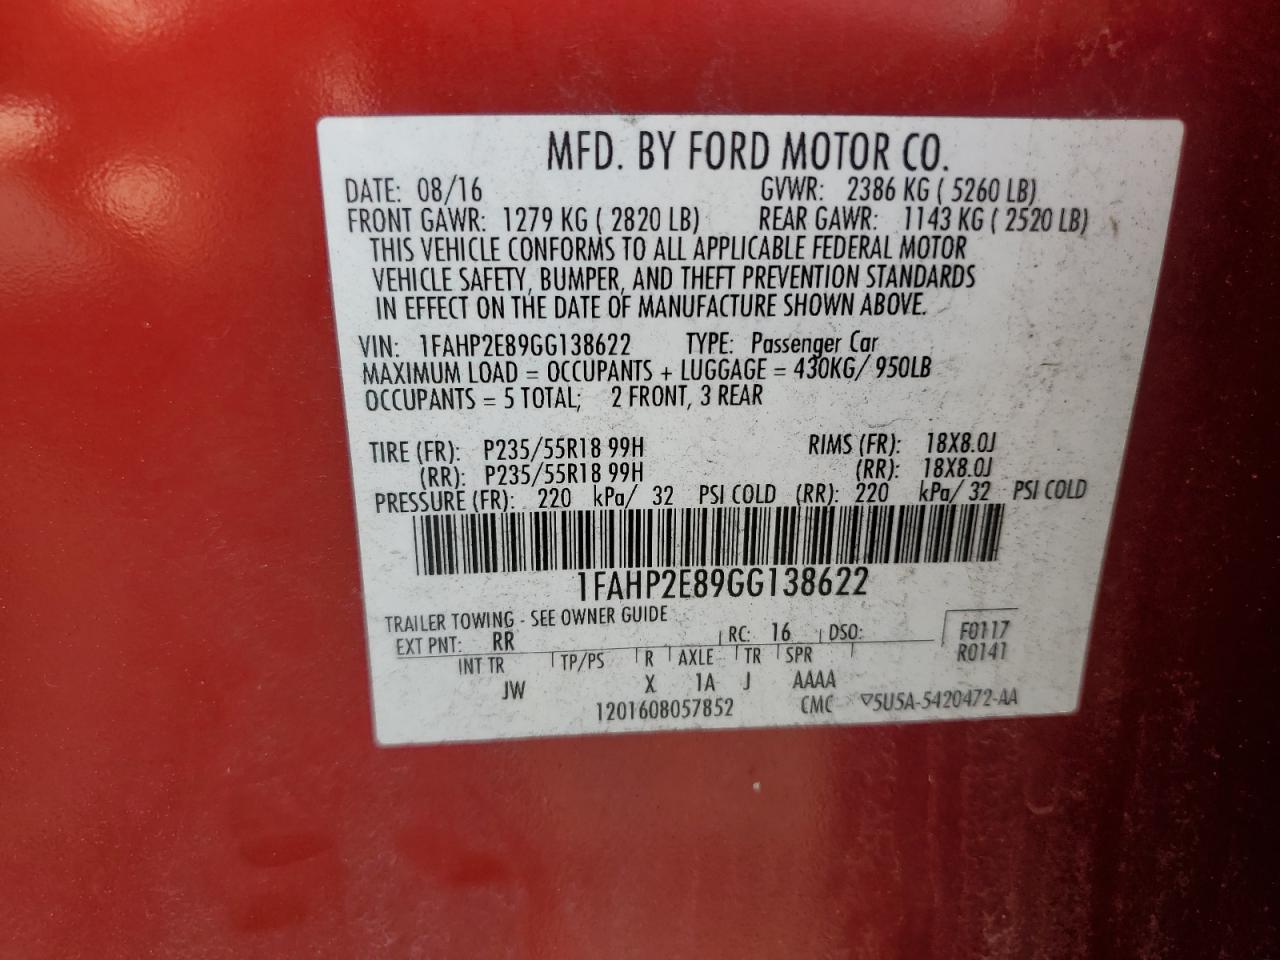 MFD. BY FORD MOTOR CO.
DATE: 08/16 GVWR: 2386 KG ( 5260 LB)
FRONT GAWR: 1279 KG ( 2820 LB) REAR GAWR: 1143 KG ( 2520 LB)
THIS VEHICLE CONFORMS TO ALL APPLICABLE FEDERAL MOTOR
VEHICLE SAFETY, BUMPER, AND THEFT PREVENTION STANDARDS
IN EFFECT ON THE DATE OF MANUFACTURE SHOWN ABOVE.
VIN: 1FAHP2E89GG138622 TYPE: Passenger Car
MAXIMUM LOAD = OCCUPANTS + LUGGAGE = 430KG/ 950LB
OCCUPANTS = 5 TOTAL; 2 FRONT, 3 REAR
TIRE (FR): P235/55R18 99H RIMS (FR): 18X8.0J
(RR): P235/55R18 99H (RR): 18X8.0J
PRESSURE (FR): 220 kPa/ 32 PSI COLD (RR): 220 kPa/ 32 PSI COLD
1FAHP2E89GG138622
TRAILER TOWING - SEE OWNER GUIDE
EXT PNT: RR RC: 16 DSO: F0117
R0141
INT TR TP/PS R AXLE TR SPR
JW X 1A J AAAA
1201608057852 CMC ▽5U5A-5420472-AA